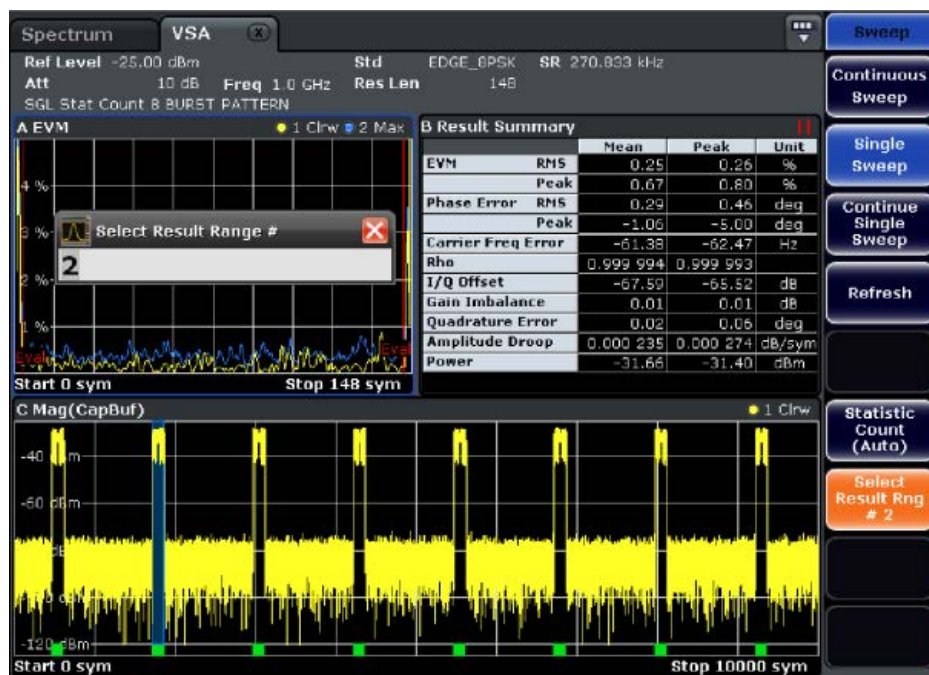 Spectrum VSA X
Ref Level -25.00 dBm Std EDGE_8PSK SR 270.833 kHz
Att 10 dB Freq 1.0 GHz Res Len 148
SGL Stat Count 8 BURST PATTERN
A EVM 1 Clrw 2 Max
4 %
3 %
2 %
1 %
Eval Eval
Start 0 sym Stop 148 sym
Select Result Range #
2
B Result Summary
Mean Peak Unit
EVM RMS 0.25 0.26 %
Peak 0.67 0.80 %
Phase Error RMS 0.29 0.46 deg
Peak -1.06 -5.00 deg
Carrier Freq Error -61.38 -62.47 Hz
Rho 0.999 994 0.999 993
I/Q Offset -67.59 -65.52 dB
Gain Imbalance 0.01 0.01 dB
Quadrature Error 0.02 0.06 deg
Amplitude Droop 0.000 235 0.000 274 dB/sym
Power -31.66 -31.40 dBm
C Mag(CapBuf) 1 Clrw
-40
-60 dBm
-120 dBm
Start 0 sym Stop 10000 sym
Sweep
Continuous
Sweep
Single
Sweep
Continue
Single
Sweep
Refresh
Statistic
Count
(Auto)
Select
Result Rng
# 2